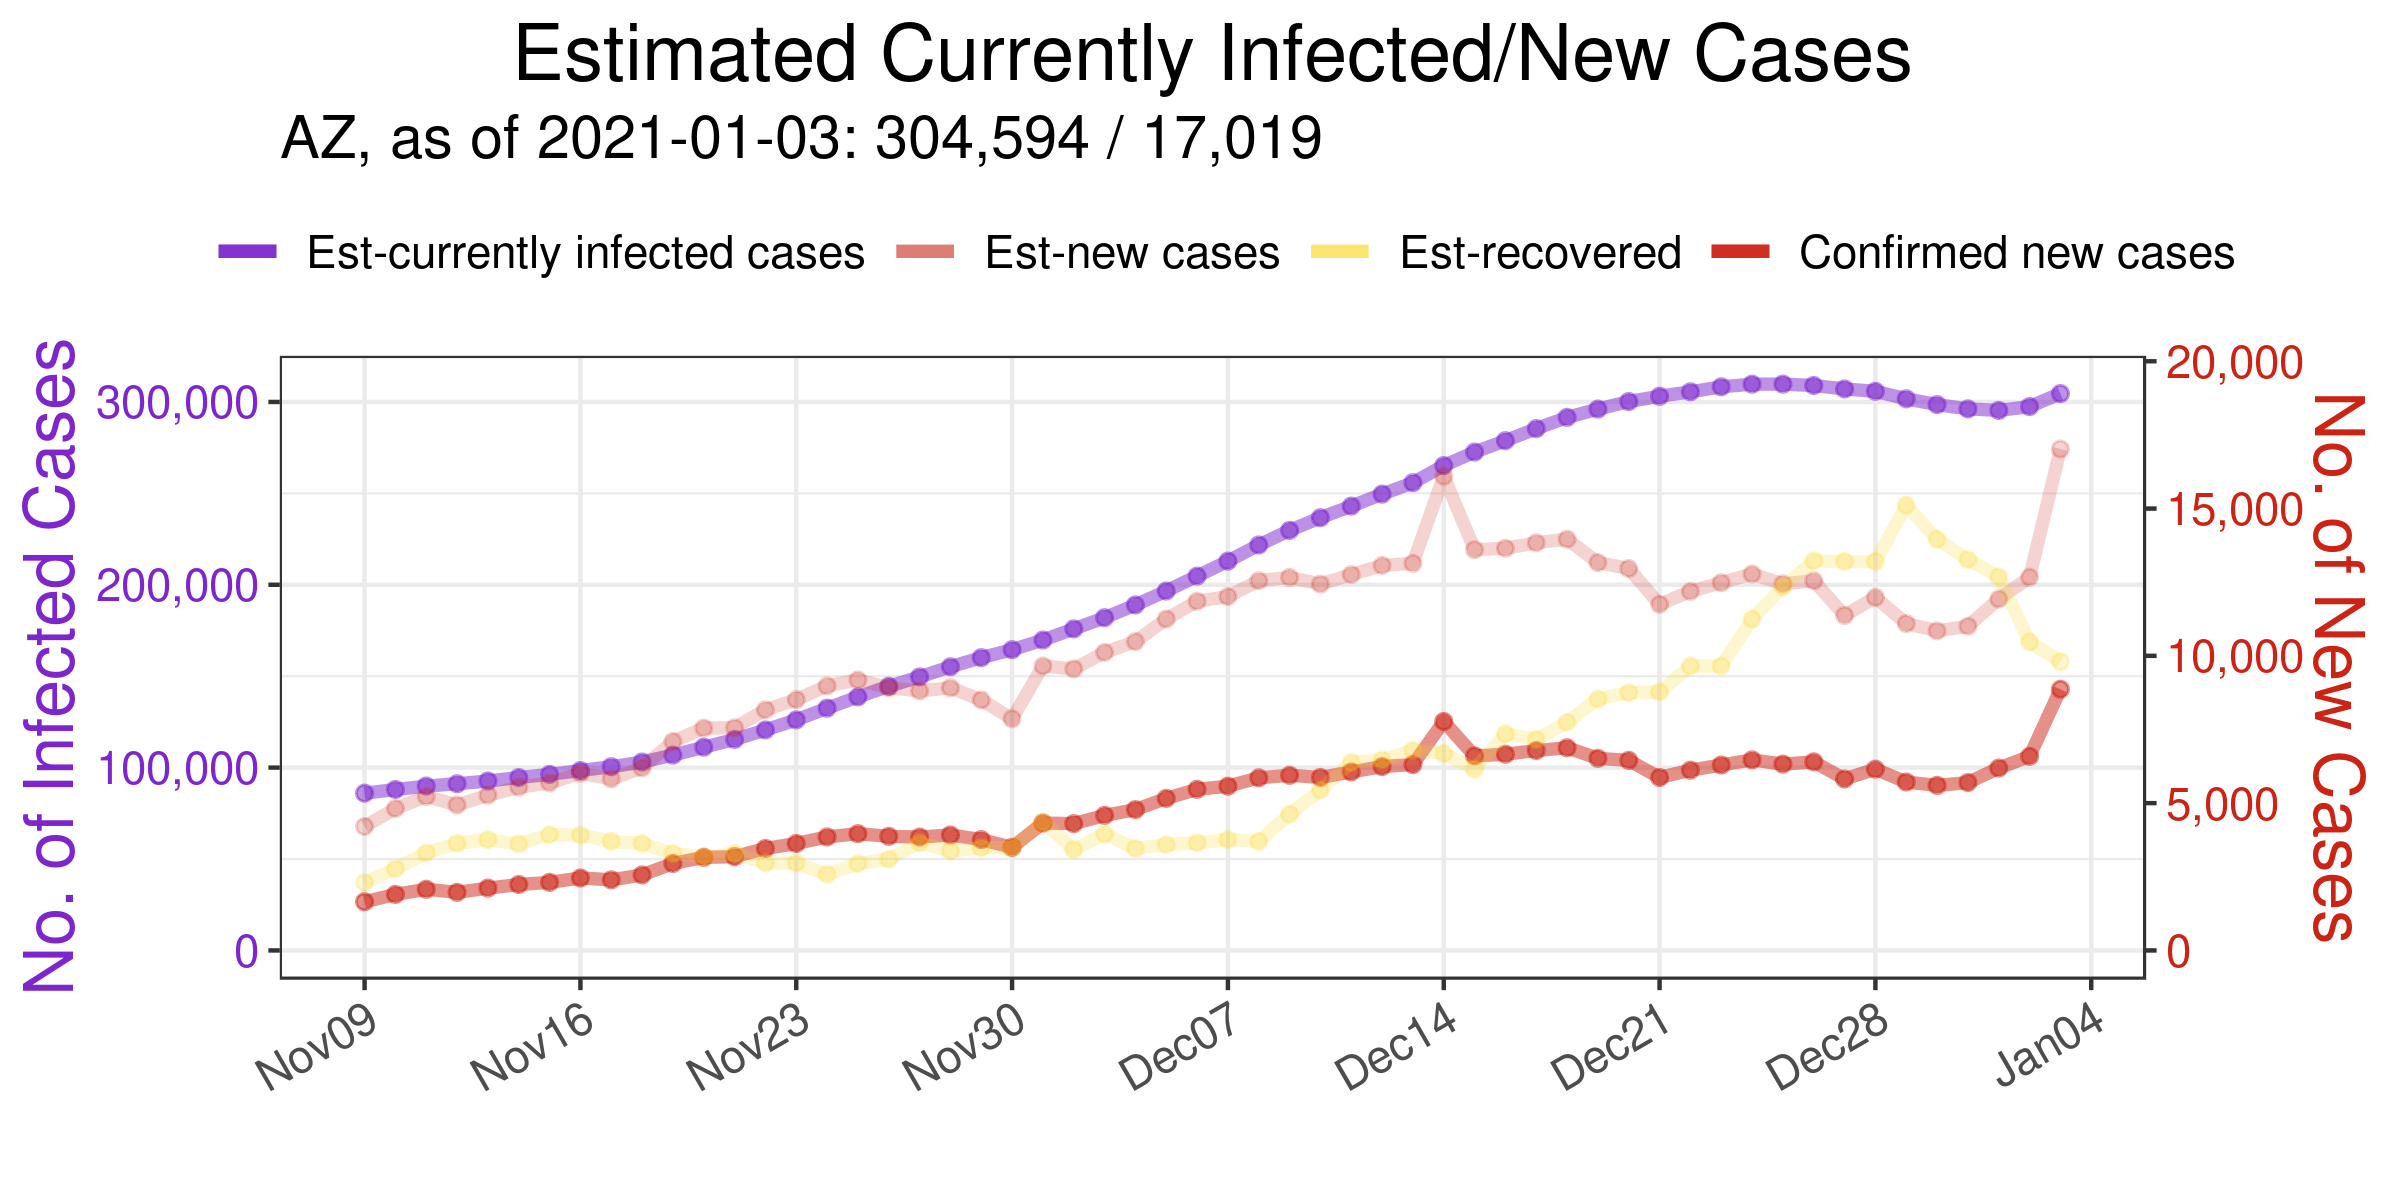 Estimated Currently Infected/New Cases
AZ, as of 2021-01-03: 304,594 / 17,019
Est-currently infected cases Est-new cases Est-recovered Confirmed new cases
No. of Infected Cases
300,000
200,000
100,000
0
20,000
15,000
10,000
5,000
0
No. of New Cases
Nov09 Nov16 Nov23 Nov30 Dec07 Dec14 Dec21 Dec28 Jan04